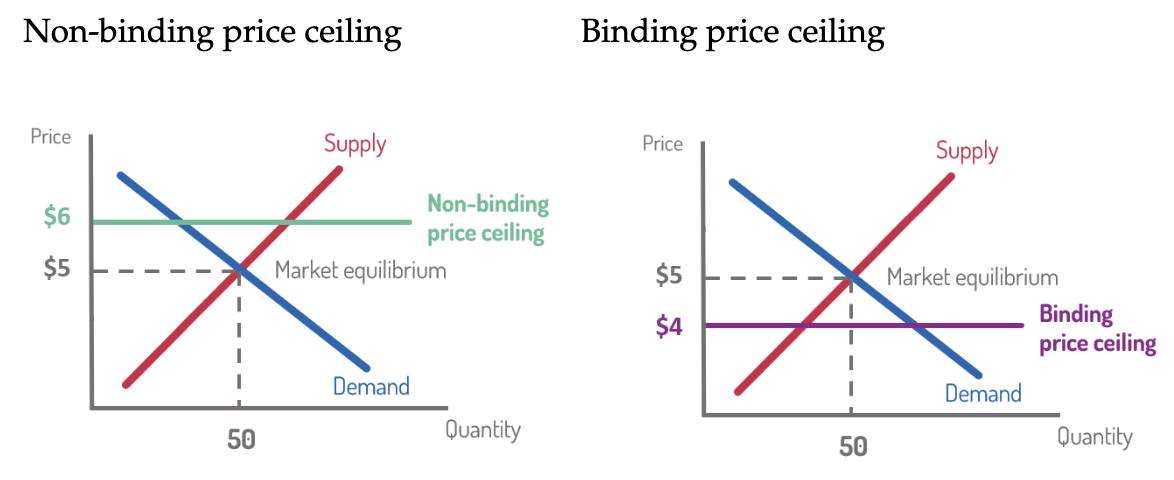 Non-binding price ceiling
Binding price ceiling
Price
Supply
$6
Non-binding
price ceiling
$5
Market equilibrium
Demand
50
Quantity
Price
Supply
$5
Market equilibrium
$4
Binding
price ceiling
Demand
50
Quantity